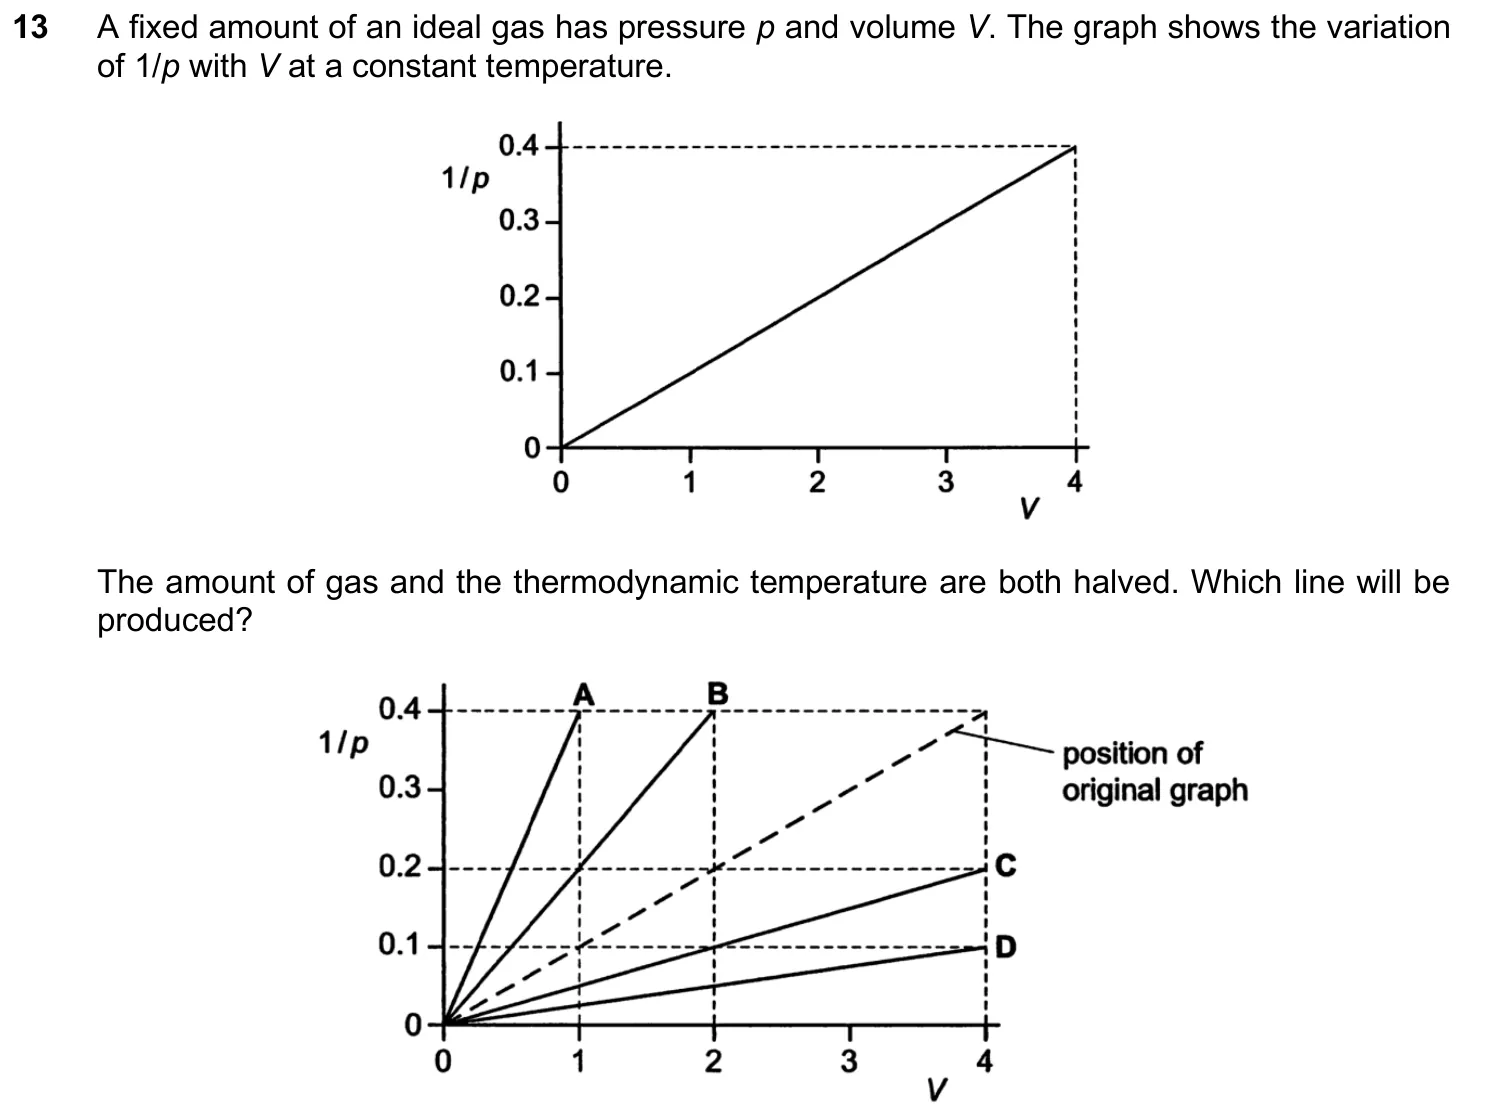 13 A fixed amount of an ideal gas has pressure p and volume V. The graph shows the variation
of 1/p with V at a constant temperature.
0.4
1/p
0.3
0.2
0.1
0
0 1 2 3 4
V
The amount of gas and the thermodynamic temperature are both halved. Which line will be
produced?
A B
0.4
1/p
position of
original graph
0.3
0.2 C
0.1 D
0
0 1 2 3 4
V